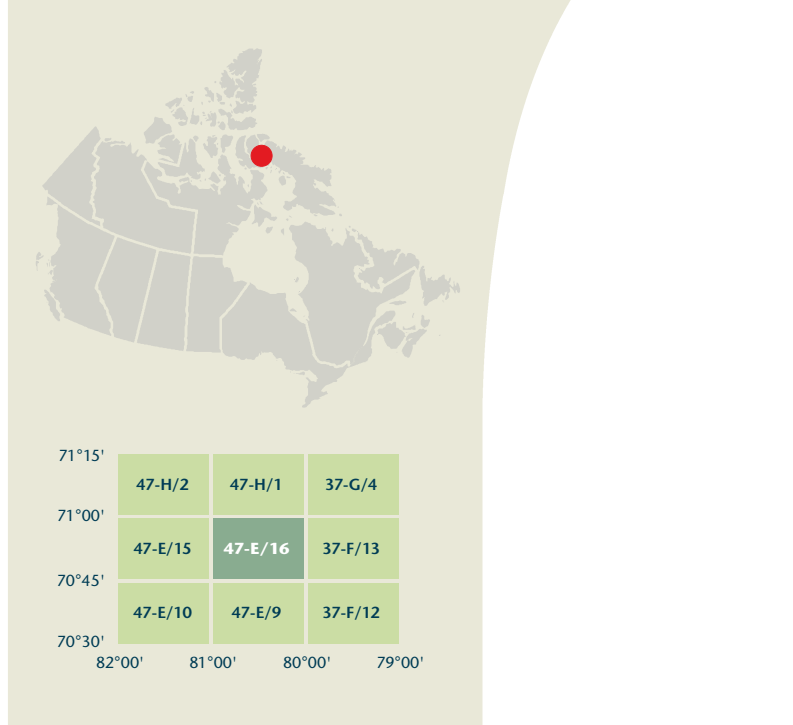 71°15'
47-H/2 47-H/1 37-G/4
71°00'
47-E/15 47-E/16 37-F/13
70°45'
47-E/10 47-E/9 37-F/12
70°30'
82°00' 81°00' 80°00' 79°00'